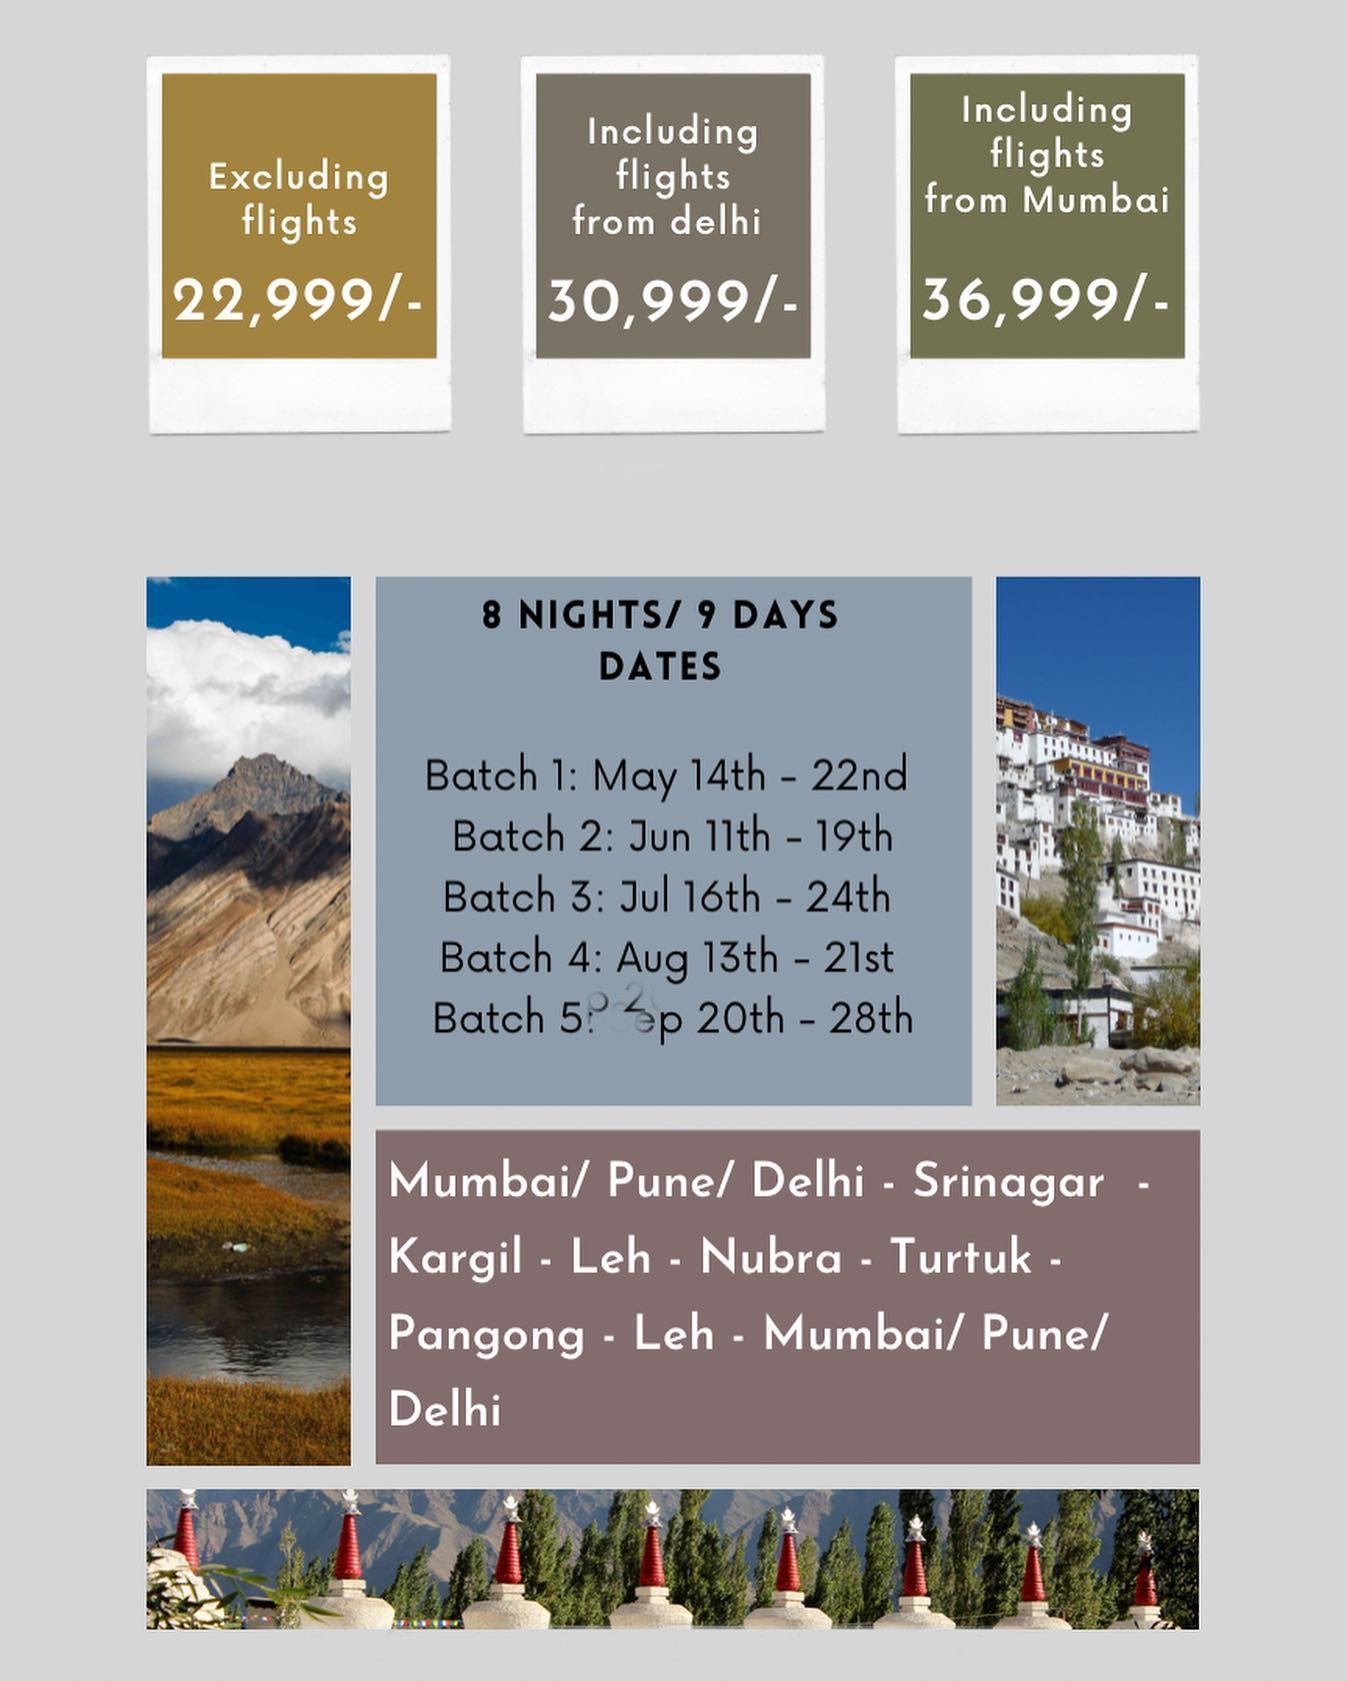 Excluding
flights
22,999/-
Including
flights
from delhi
30,999/-
Including
flights
from Mumbai
36,999/-
8 NIGHTS/ 9 DAYS
DATES
Batch 1: May 14th - 22nd
Batch 2: Jun 11th - 19th
Batch 3: Jul 16th - 24th
Batch 4: Aug 13th - 21st
Batch 5: 20th - 28th
Mumbai/ Pune/ Delhi - Srinagar -
Kargil - Leh - Nubra - Turtuk -
Pangong - Leh - Mumbai/ Pune/
Delhi